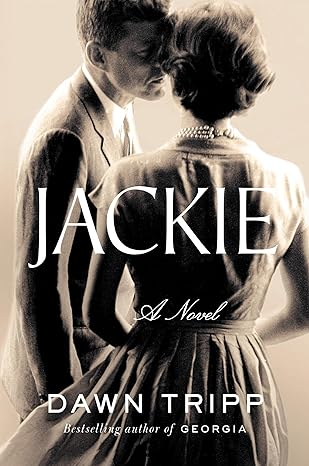 JACKIE
A Novel
DAWN TRIPP
Bestselling author of GEORGIA